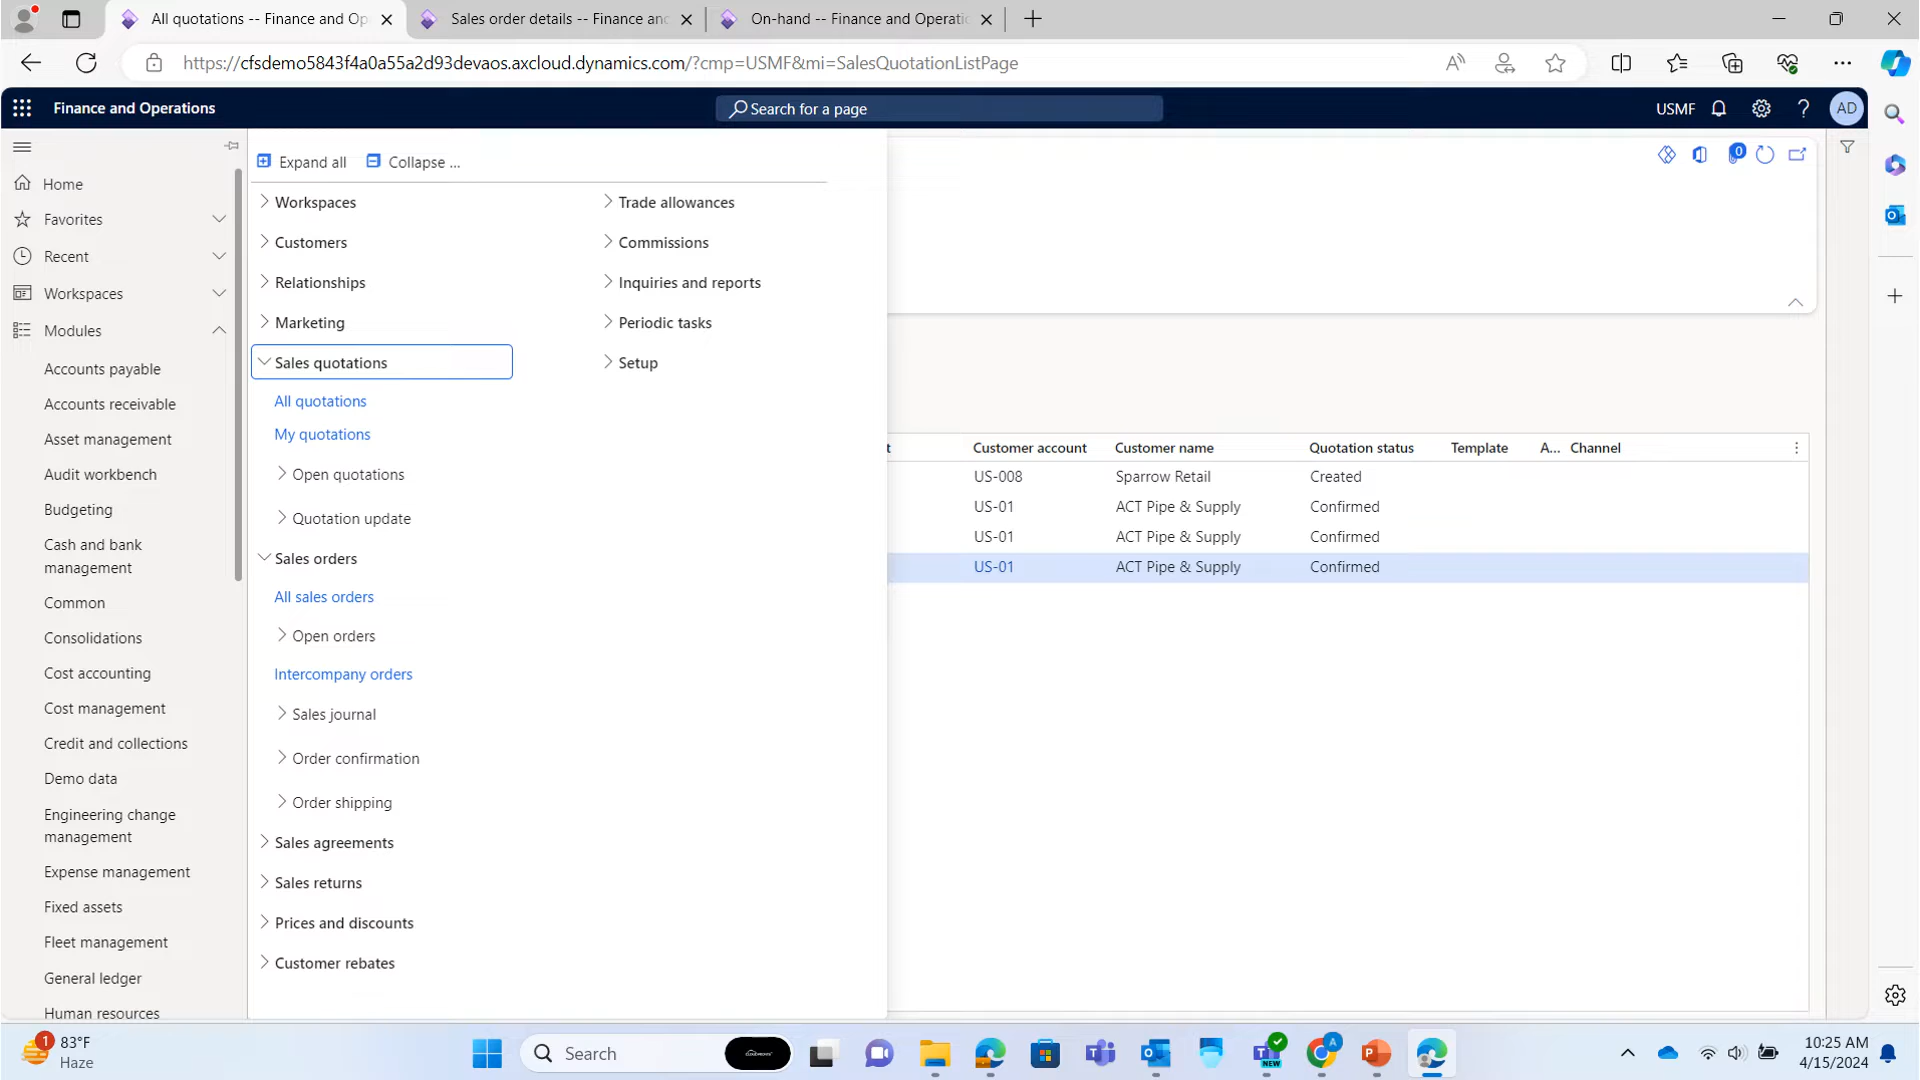 All quotations -- Finance and Op
Sales order details -- Finance and
On-hand -- Finance and Operatio
https://cfsdemo5843f4a0a55a2d93devaos.axcloud.dynamics.com/?cmp=USMF&mi=SalesQuotationListPage
Finance and Operations
Search for a page
USMF
AD
Expand all
Collapse ...
0
Home
Favorites
Recent
Workspaces
Modules
Accounts payable
Accounts receivable
Asset management
Audit workbench
Budgeting
Cash and bank
management
Common
Consolidations
Cost accounting
Cost management
Credit and collections
Demo data
Engineering change
management
Expense management
Fixed assets
Fleet management
General ledger
Human resources
Workspaces
Customers
Relationships
Marketing
Sales quotations
All quotations
My quotations
Open quotations
Quotation update
Sales orders
All sales orders
Open orders
Intercompany orders
Sales journal
Order confirmation
Order shipping
Sales agreements
Sales returns
Prices and discounts
Customer rebates
Trade allowances
Commissions
Inquiries and reports
Periodic tasks
Setup
t Customer account Customer name Quotation status Template A... Channel
US-008 Sparrow Retail Created
US-01 ACT Pipe & Supply Confirmed
US-01 ACT Pipe & Supply Confirmed
US-01 ACT Pipe & Supply Confirmed
1
83°F
Haze
Search
NEW
A
10:25 AM
4/15/2024